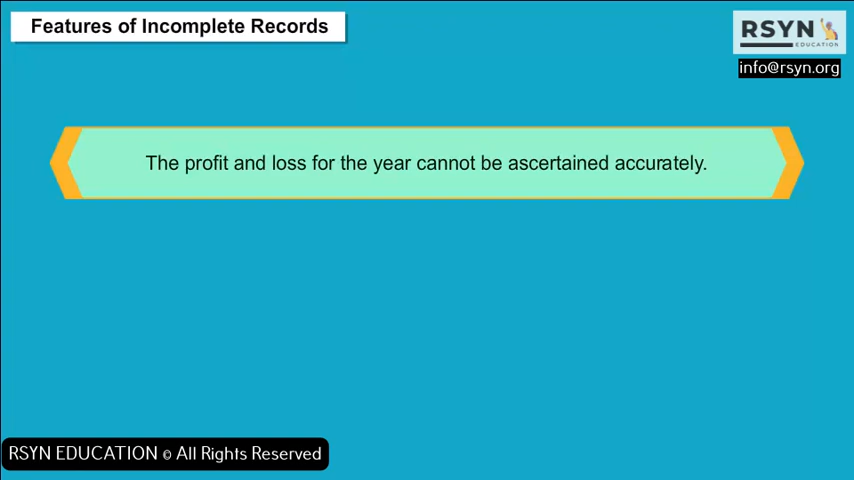 Features of Incomplete Records
RSYN
EDUCATION
info@rsyn.org
The profit and loss for the year cannot be ascertained accurately.
RSYN EDUCATION © All Rights Reserved